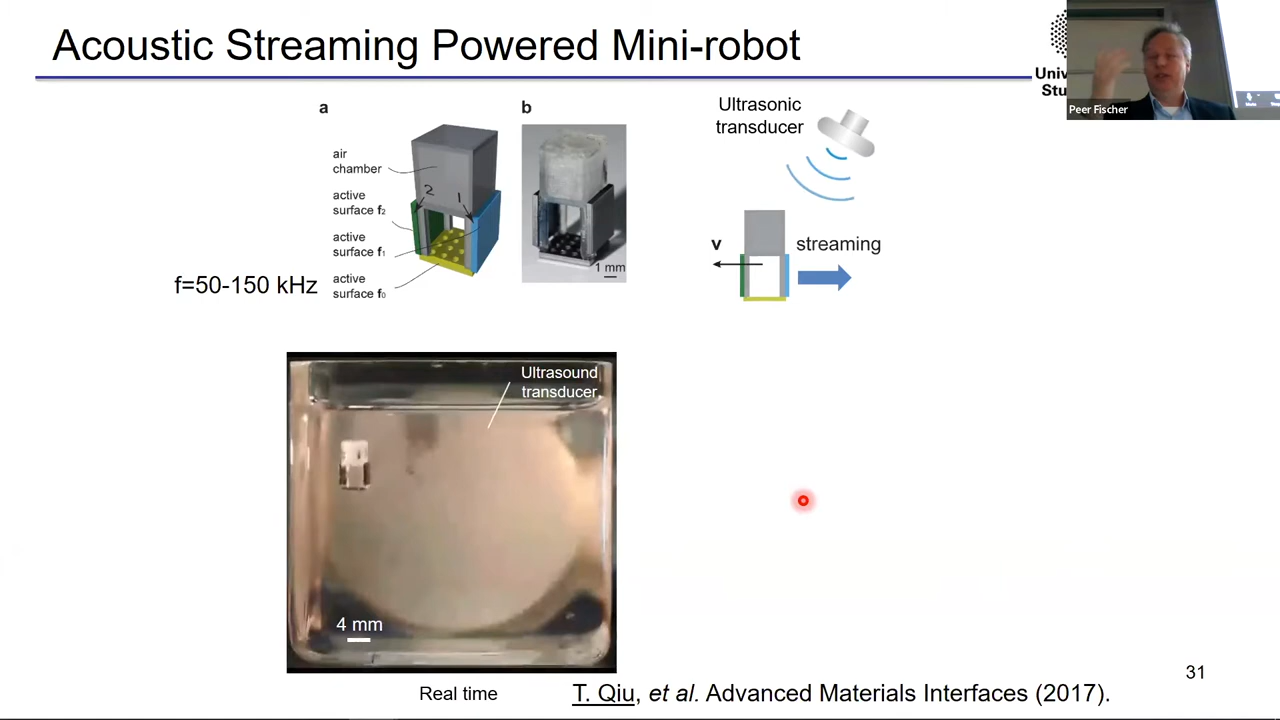 Acoustic Streaming Powered Mini-robot
Peer Fischer
a
b
air
chamber
active
surface f₂
active
surface f₁
active
surface f₀
2
1
1 mm
f=50-150 kHz
Ultrasonic
transducer
v
streaming
Ultrasound
transducer
4 mm
Real time
T. Qiu, et al. Advanced Materials Interfaces (2017).
31